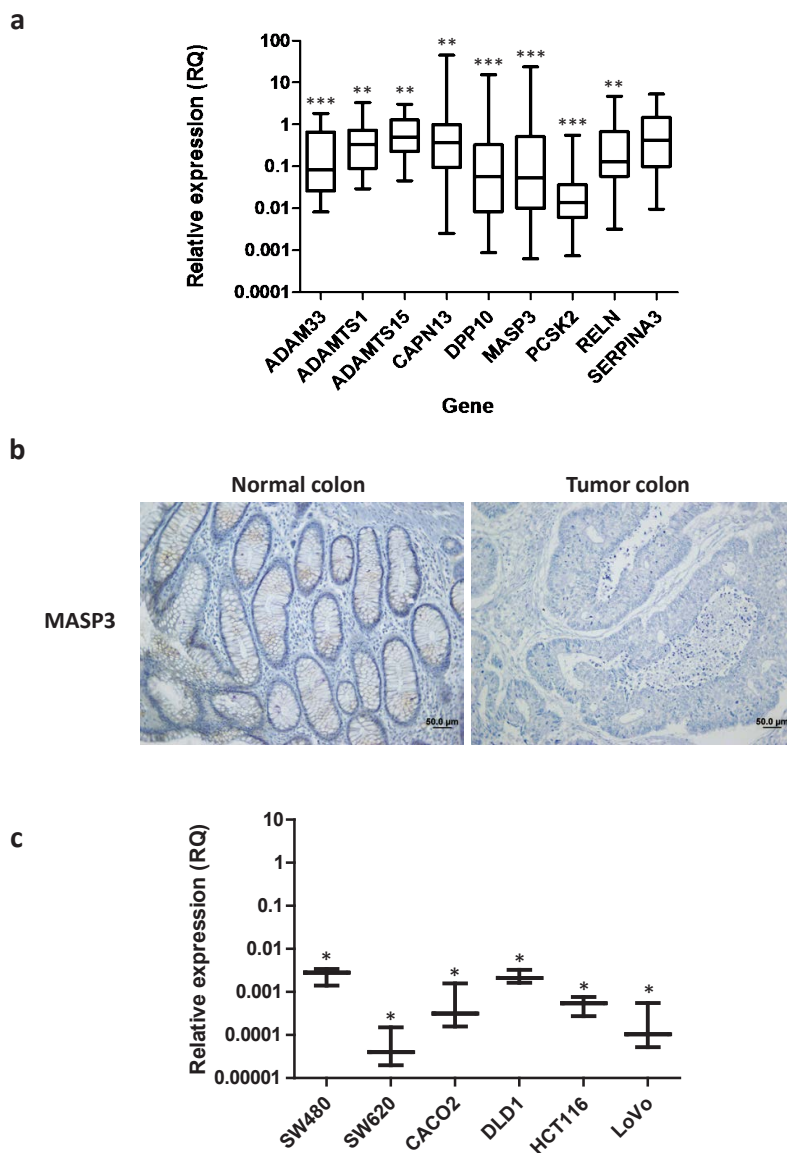 a
Relative expression (RQ)
100
10
1
0.1
0.01
0.001
0.0001
*** ** ** ** *** *** *** **
ADAM33
ADAMTS1
ADAMTS15
CAPN13
DPP10
MASP3
PCSK2
RELN
SERPINA3
Gene
b
Normal colon
Tumor colon
MASP3
50.0 µm
50.0 µm
c
Relative expression (RQ)
10
1
0.1
0.01
0.001
0.0001
0.00001
* * * * * *
SW480
SW620
CACO2
DLD1
HCT116
LoVo